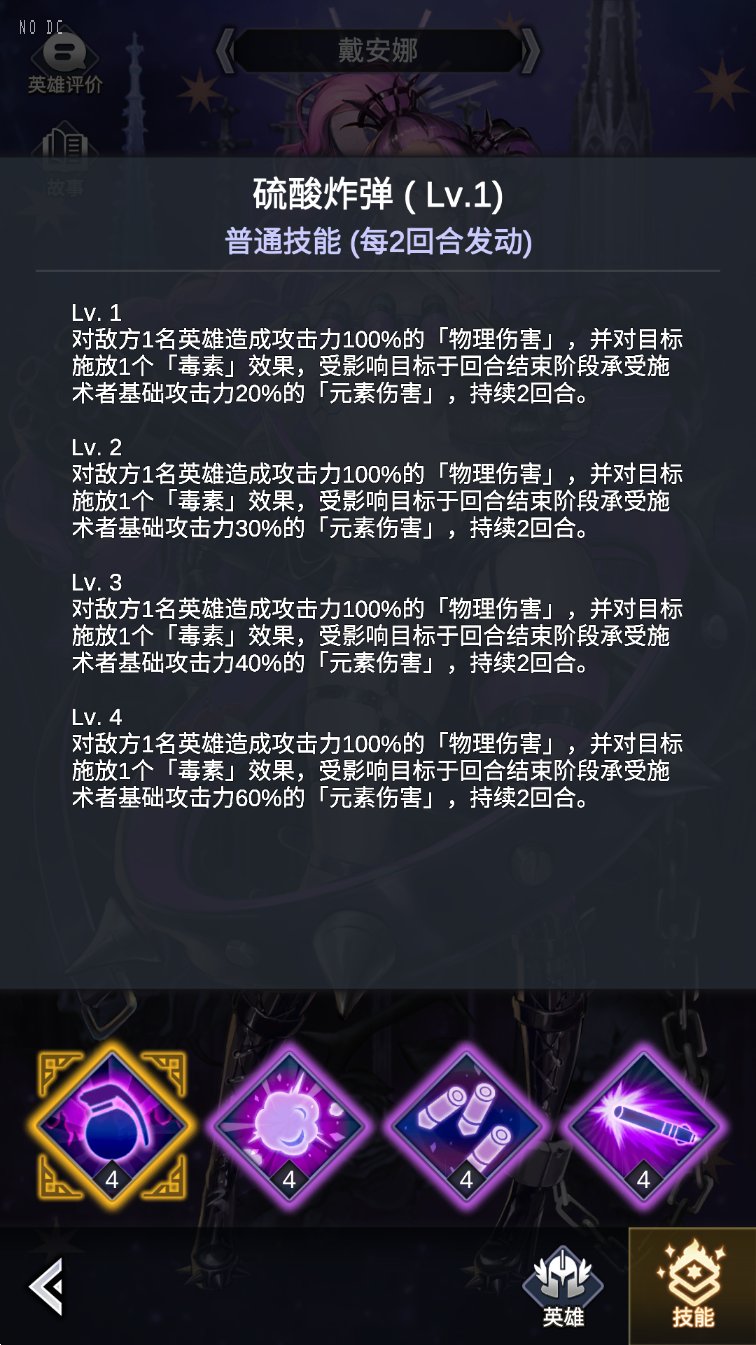 NO DC
戴安娜
英雄评价
故事
硫酸炸弹 ( Lv.1)
普通技能 (每2回合发动)
Lv. 1
对敌方1名英雄造成攻击力100%的「物理伤害」，并对目标
施放1个「毒素」效果，受影响目标于回合结束阶段承受施
术者基础攻击力20%的「元素伤害」，持续2回合。
Lv. 2
对敌方1名英雄造成攻击力100%的「物理伤害」，并对目标
施放1个「毒素」效果，受影响目标于回合结束阶段承受施
术者基础攻击力30%的「元素伤害」，持续2回合。
Lv. 3
对敌方1名英雄造成攻击力100%的「物理伤害」，并对目标
施放1个「毒素」效果，受影响目标于回合结束阶段承受施
术者基础攻击力40%的「元素伤害」，持续2回合。
Lv. 4
对敌方1名英雄造成攻击力100%的「物理伤害」，并对目标
施放1个「毒素」效果，受影响目标于回合结束阶段承受施
术者基础攻击力60%的「元素伤害」，持续2回合。
4
4
4
4
英雄
技能